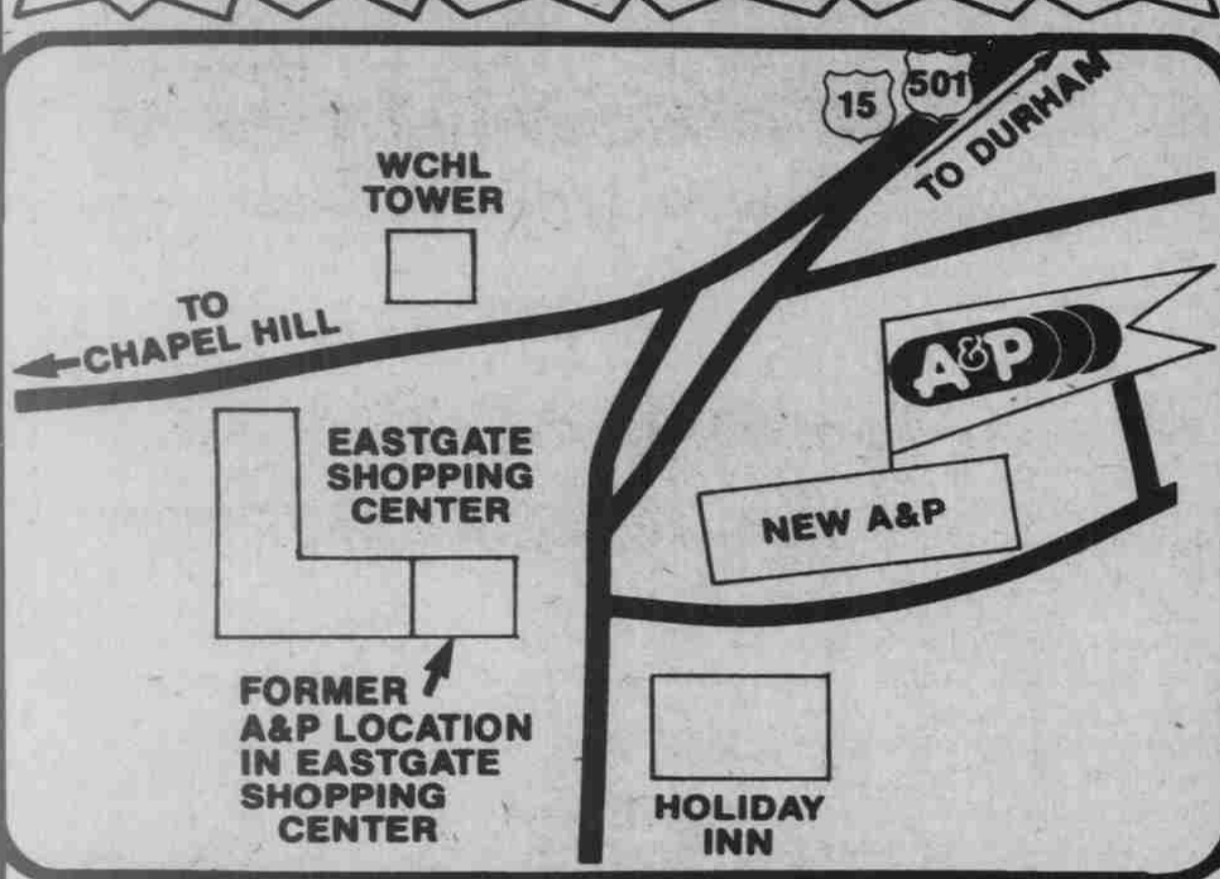 15
501
TO DURHAM
WCHL
TOWER
TO
CHAPEL HILL
A&P
EASTGATE
SHOPPING
CENTER
NEW A&P
FORMER
A&P LOCATION
IN EASTGATE
SHOPPING
CENTER
HOLIDAY
INN